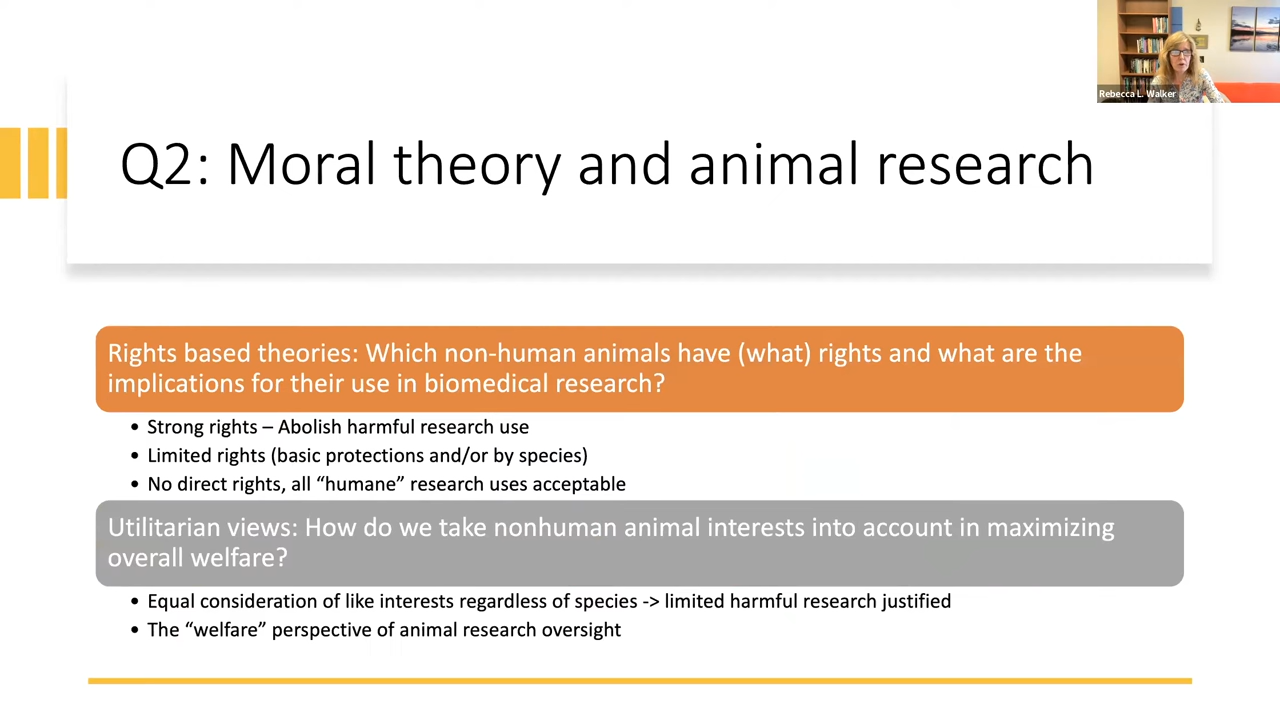 Rebecca L. Walker
Q2: Moral theory and animal research
Rights based theories: Which non-human animals have (what) rights and what are the
implications for their use in biomedical research?
• Strong rights – Abolish harmful research use
• Limited rights (basic protections and/or by species)
• No direct rights, all “humane” research uses acceptable
Utilitarian views: How do we take nonhuman animal interests into account in maximizing
overall welfare?
• Equal consideration of like interests regardless of species -> limited harmful research justified
• The “welfare” perspective of animal research oversight